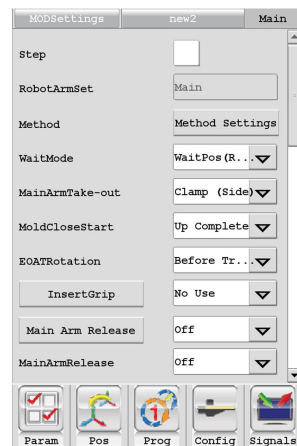 MODSettings new2 Main
Step
RobotArmSet Main
Method Method Settings
WaitMode WaitPos(R...
MainArmTake-out Clamp (Side)
MoldCloseStart Up Complete
EOATRotation Before Tr...
InsertGrip No Use
Main Arm Release Off
MainArmRelease Off
1
Param Pos Prog Config Signals